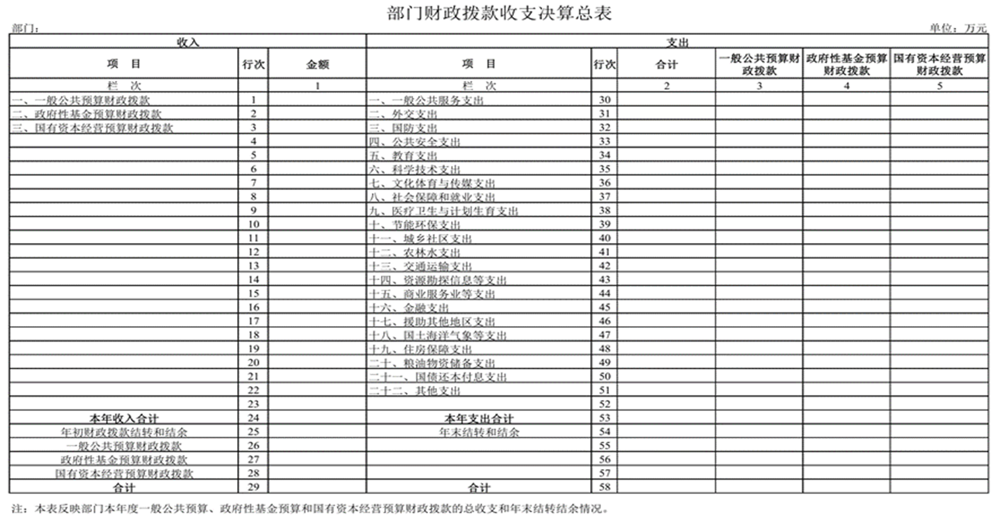 部门财政拨款收支决算总表
部门： 单位：万元
收入 支出
项 目 行次 金额 项 目 行次 合计 一般公共预算财政拨款 政府性基金预算财政拨款 国有资本经营预算财政拨款
栏 次 1 栏 次 2 3 4 5
一、一般公共预算财政拨款 1 一、一般公共服务支出 30
二、政府性基金预算财政拨款 2 二、外交支出 31
三、国有资本经营预算财政拨款 3 三、国防支出 32
4 四、公共安全支出 33
5 五、教育支出 34
6 六、科学技术支出 35
7 七、文化体育与传媒支出 36
8 八、社会保障和就业支出 37
9 九、医疗卫生与计划生育支出 38
10 十、节能环保支出 39
11 十一、城乡社区支出 40
12 十二、农林水支出 41
13 十三、交通运输支出 42
14 十四、资源勘探信息等支出 43
15 十五、商业服务业等支出 44
16 十六、金融支出 45
17 十七、援助其他地区支出 46
18 十八、国土海洋气象等支出 47
19 十九、住房保障支出 48
20 二十、粮油物资储备支出 49
21 二十一、国债还本付息支出 50
22 二十二、其他支出 51
23 52
本年收入合计 24 本年支出合计 53
年初财政拨款结转和结余 25 年末结转和结余 54
一般公共预算财政拨款 26 55
政府性基金预算财政拨款 27 56
国有资本经营预算财政拨款 28 57
合计 29 合计 58
注：本表反映部门本年度一般公共预算、政府性基金预算和国有资本经营预算财政拨款的总收支和年末结转结余情况。